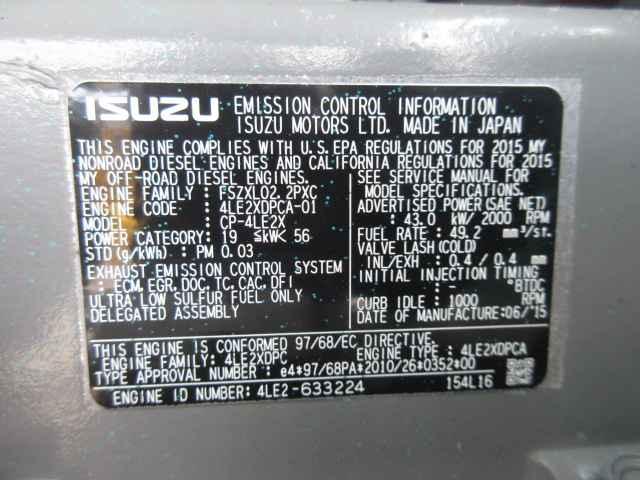 ISUZU EMISSION CONTROL INFORMATION
ISUZU MOTORS LTD. MADE IN JAPAN
THIS ENGINE COMPLIES WITH U.S.EPA REGULATIONS FOR 2015 MY
NONROAD DIESEL ENGINES AND CALIFORNIA REGULATIONS FOR 2015
MY OFF-ROAD DIESEL ENGINES.
ENGINE FAMILY : FSZXL02.2PXC
ENGINE CODE : 4LE2XDPCA-01
MODEL : CP-4LE2X
POWER CATEGORY: 19 ≦kW< 56
STD (g/kWh) : PM 0.03
EXHAUST EMISSION CONTROL SYSTEM
: ECM, EGR, DOC, TC, CAC, DFI
ULTRA LOW SULFUR FUEL ONLY
DELEGATED ASSEMBLY
SEE SERVICE MANUAL FOR
MODEL SPECIFICATIONS.
ADVERTISED POWER(SAE NET)
: 43.0 kW/ 2000 RPM
FUEL RATE : 49.2 mm³/st.
VALVE LASH (COLD)
INL/EXH : 0.4 / 0.4 mm
INITIAL INJECTION TIMING
: - °BTDC
CURB IDLE : 1000 RPM
DATE OF MANUFACTURE:06/'15
THIS ENGINE IS CONFORMED 97/68/EC DIRECTIVE.
ENGINE FAMILY: 4LE2XDPC ENGINE TYPE: 4LE2XDPCA
TYPE APPROVAL NUMBER : e4*97/68PA*2010/26*0352*00
ENGINE ID NUMBER: 4LE2-633224 154L16